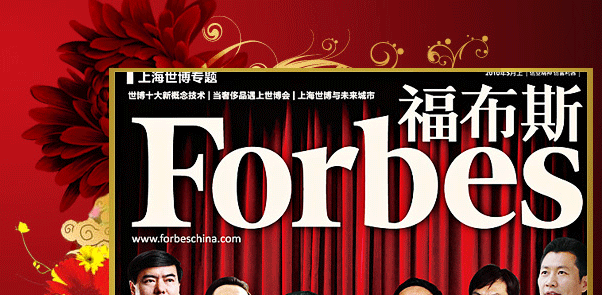 上海世博专题
2010年5月上
世博十大新概念技术 | 当奢侈品遇上世博会 | 上海世博与未来城市
福布斯
Forbes
www.forbeschina.com